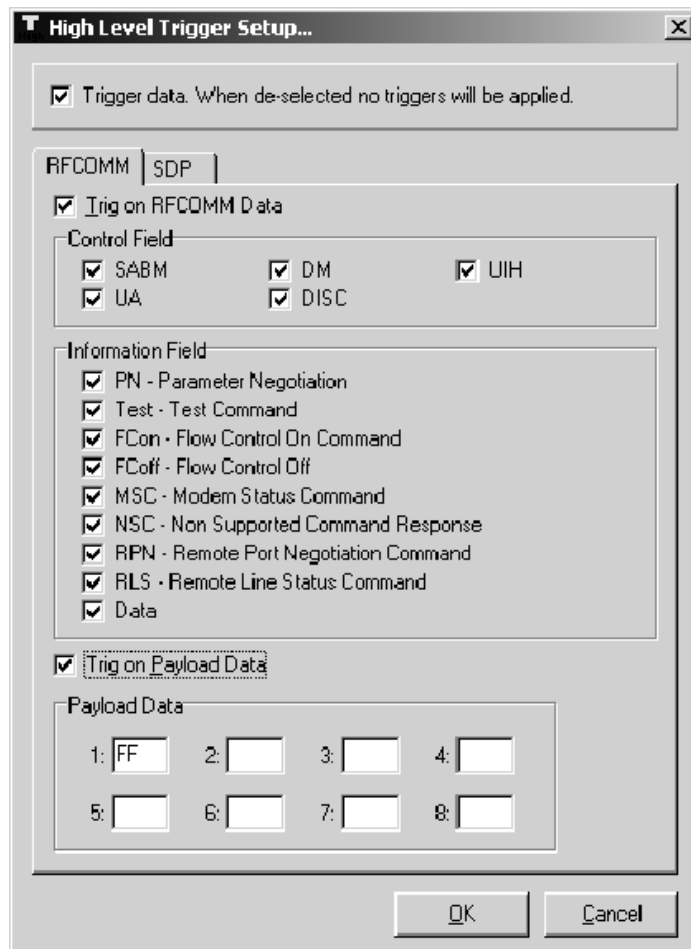 T High Level Trigger Setup...
Trigger data. When de-selected no triggers will be applied.
RFCOMM SDP
Trig on RFCOMM Data
Control Field
SABM DM UIH
UA DISC
Information Field
PN - Parameter Negotiation
Test - Test Command
FCon - Flow Control On Command
FCoff - Flow Control Off
MSC - Modem Status Command
NSC - Non Supported Command Response
RPN - Remote Port Negotiation Command
RLS - Remote Line Status Command
Data
Trig on Payload Data
Payload Data
1: FF 2: 3: 4:
5: 6: 7: 8:
OK Cancel